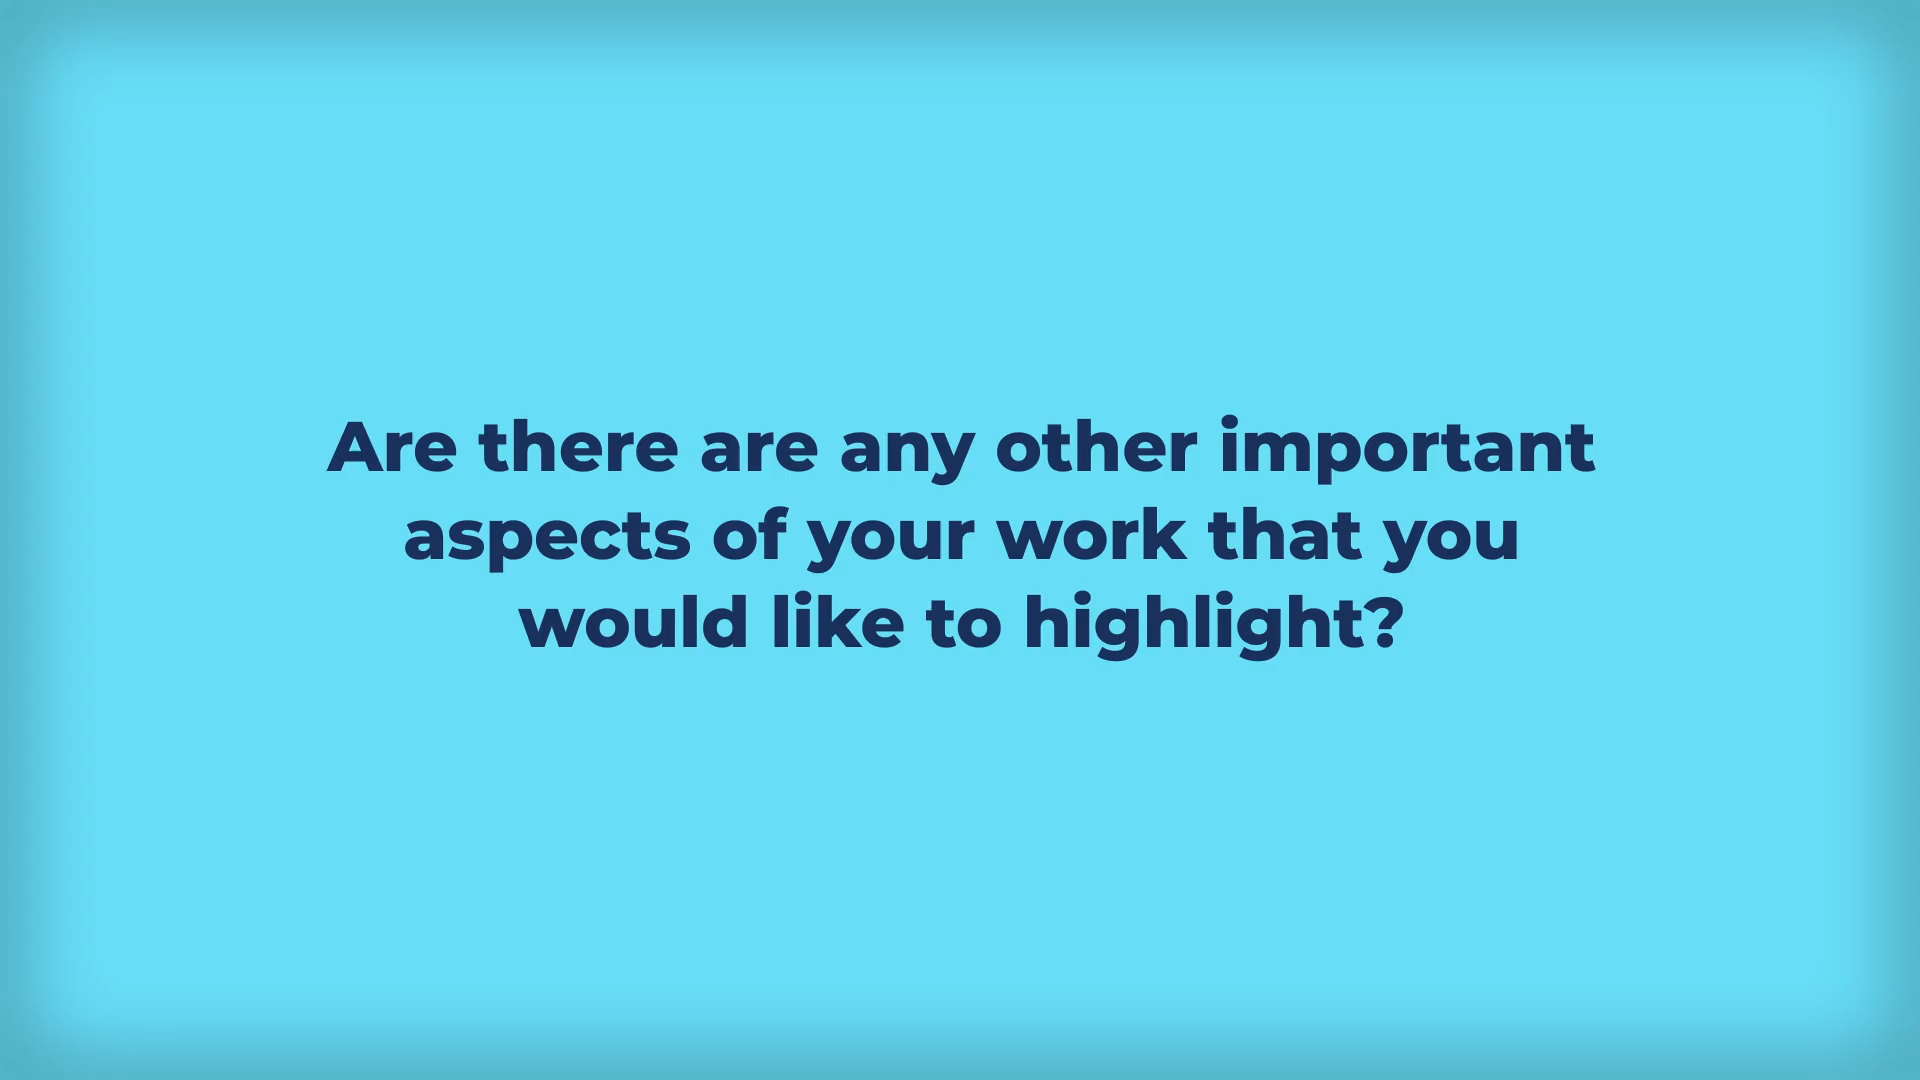 Are there are any other important
aspects of your work that you
would like to highlight?